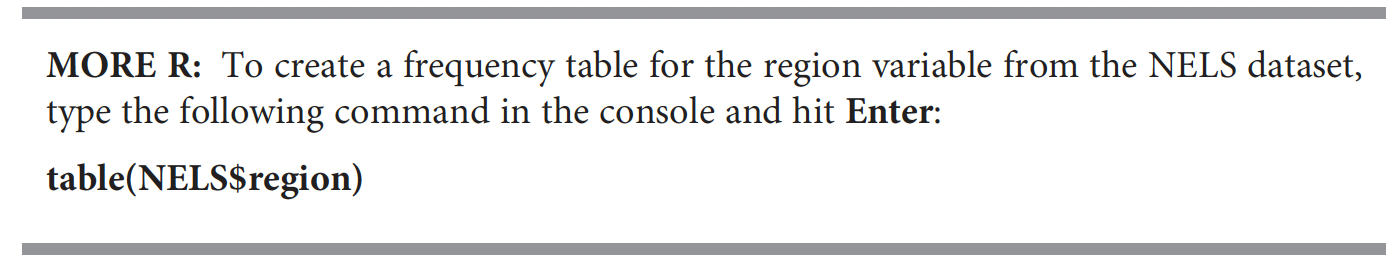 MORE R: To create a frequency table for the region variable from the NELS dataset,
type the following command in the console and hit Enter:
table(NELS$region)